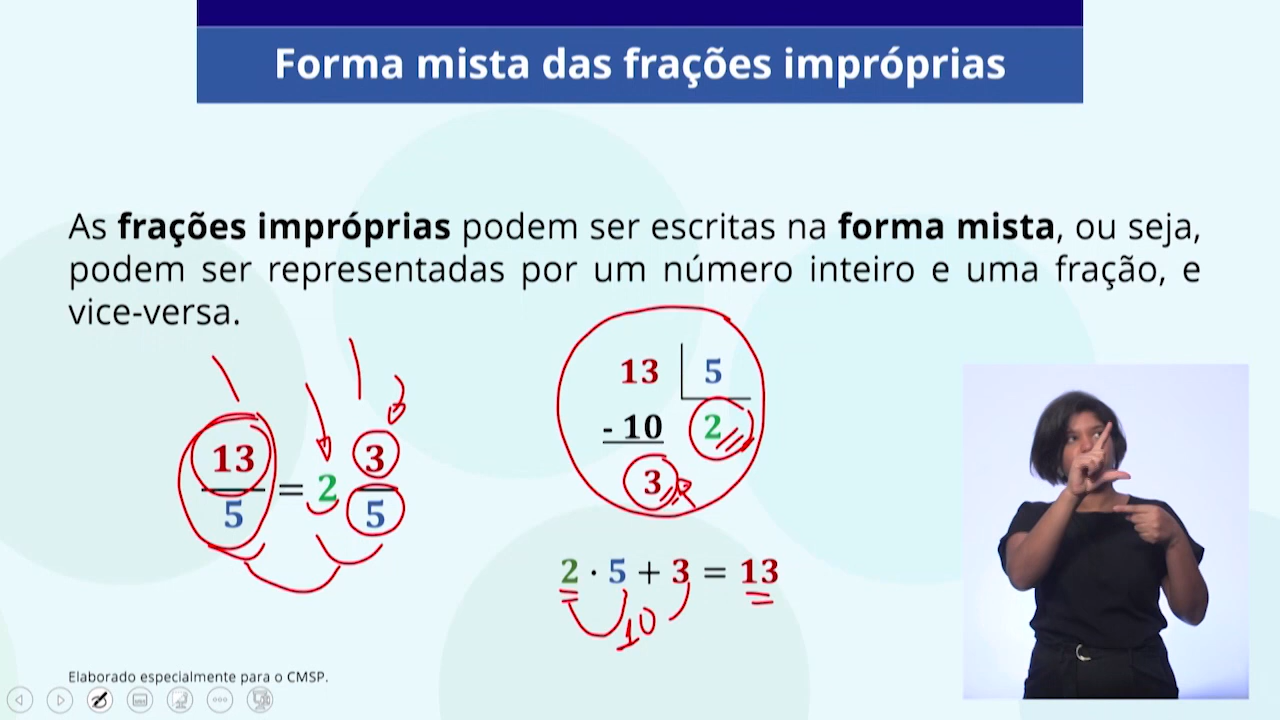 Forma mista das frações impróprias
As frações impróprias podem ser escritas na forma mista, ou seja,
podem ser representadas por um número inteiro e uma fração, e
vice-versa.
13 5
- 10 2
3
13/5 = 2 3/5
2 · 5 + 3 = 13
10
Elaborado especialmente para o CMSP.